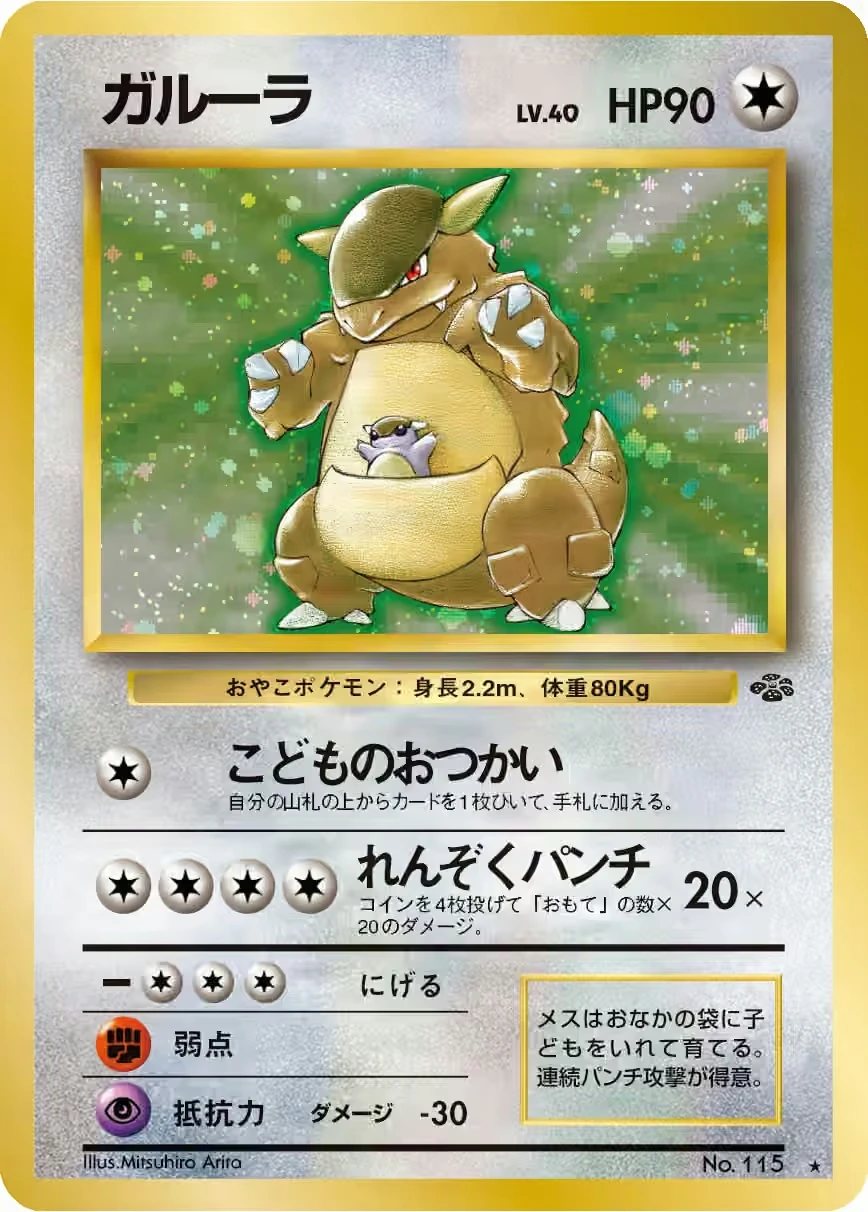 ガルーラ LV.40 HP90
おやこポケモン：身長2.2m、体重80Kg
こどものおつかい
自分の山札の上からカードを1枚ひいて、手札に加える。
れんぞくパンチ 20×
コインを4枚投げて「おもて」の数×
20のダメージ。
ー にげる
弱点
抵抗力 ダメージ -30
メスはおなかの袋に子
どもをいれて育てる。
連続パンチ攻撃が得意。
Illus.Mitsuhiro Arita No. 115 ★